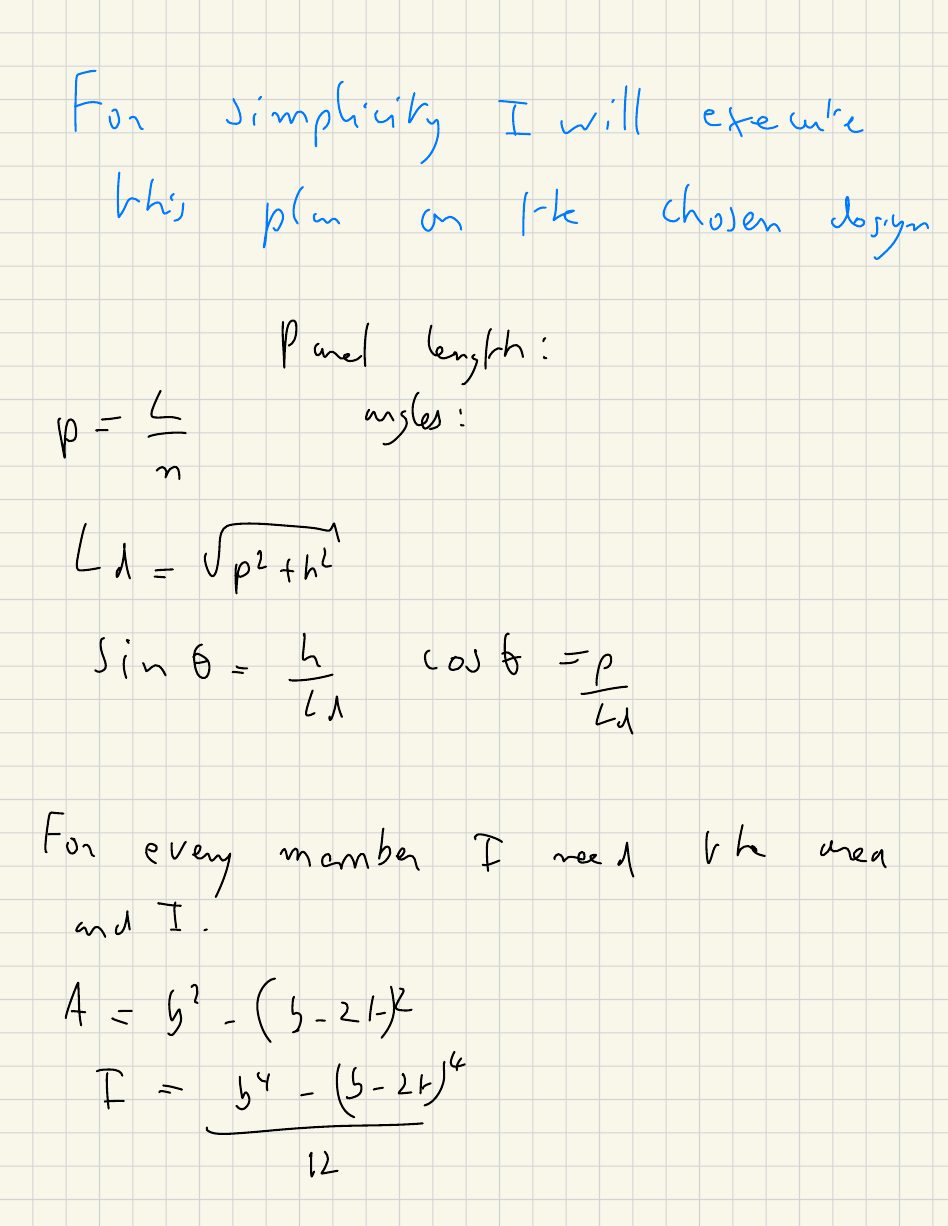 For simplicity I will execute
this plan on the chosen design
Panel length:
angles:
p = L/n
Ld = √(p² + h²)
sin θ = h/Ld cos θ = p/Ld
For every member I need the area
and I.
A = b² - (b - 2t)²
I = (b⁴ - (b - 2t)⁴)/12